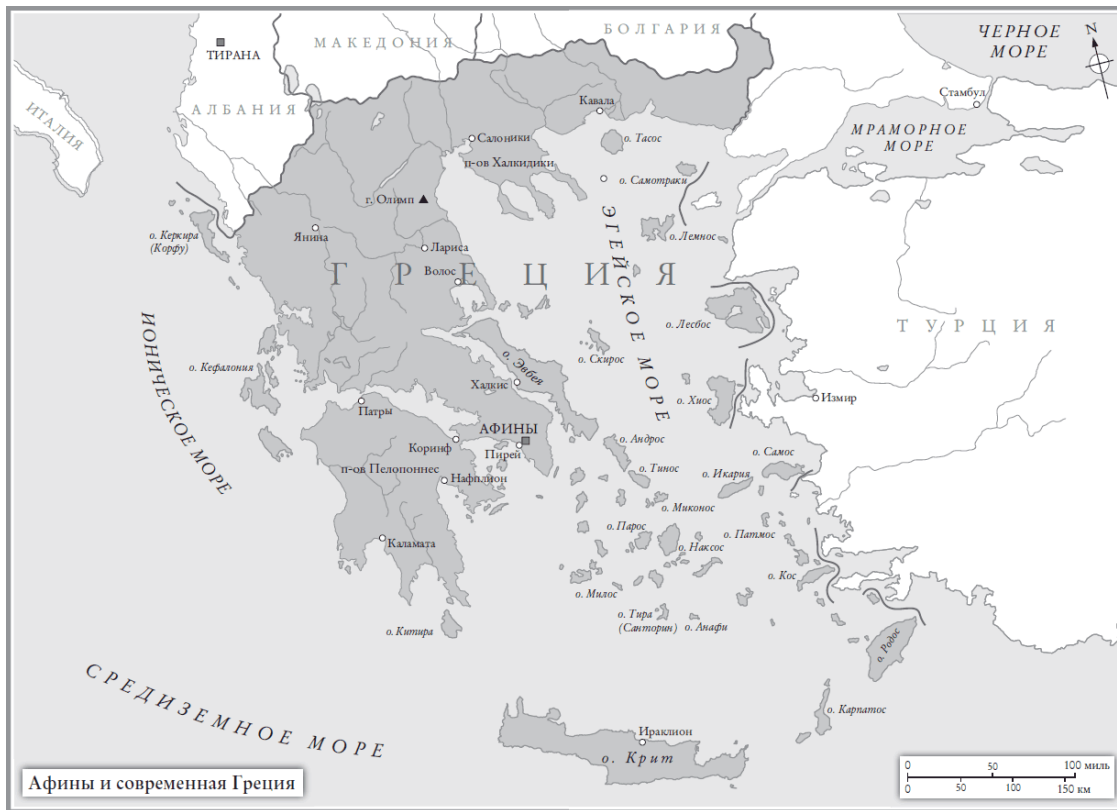 БОЛГАРИЯ
ЧЕРНОЕ
МОРЕ
N
МАКЕДОНИЯ
ТИРАНА
Стамбул
АЛБАНИЯ
ИТАЛИЯ
Кавала
МРАМОРНОЕ
МОРЕ
Салоники
о. Тасос
п-ов Халкидики
о. Самотраки
г. Олимп
о. Керкира
(Корфу)
Янина
о. Лемнос
Лариса
Волос
ГРЕЦИЯ
ЭГЕЙСКОЕ МОРЕ
о. Лесбос
ТУРЦИЯ
ИОНИЧЕСКОЕ МОРЕ
о. Скирос
о. Эвбея
о. Кефалония
Халкис
о. Хиос
Измир
Патры
АФИНЫ
Коринф
Пирей
о. Андрос
о. Самос
п-ов Пелопоннес
о. Тинос
о. Икария
Нафплион
о. Миконос
о. Парос
о. Патмос
Каламата
о. Наксос
о. Кос
о. Милос
о. Тира
(Санторин)
о. Анафи
о. Китира
о. Родос
СРЕДИЗЕМНОЕ МОРЕ
о. Карпатос
Ираклион
о. Крит
Афины и современная Греция
0 50 100 миль
0 50 100 150 км